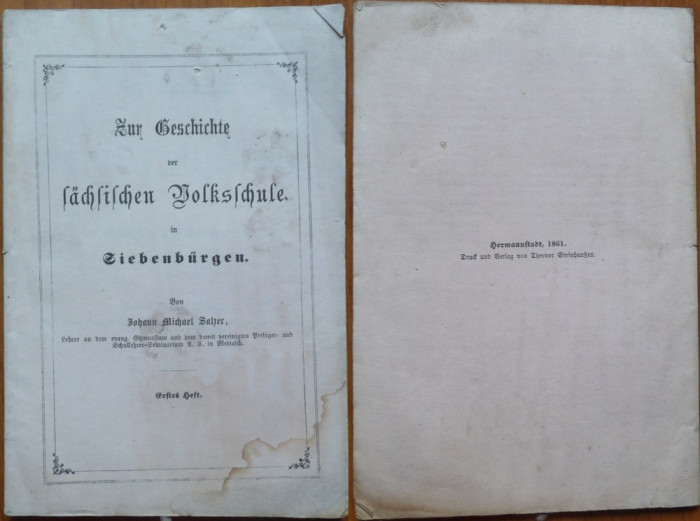 Zur Geschichte
der
sächsischen Volksschule
in
Siebenbürgen.
Von
Johann Michael Salzer,
Lehrer an dem evang. Gymnasium und dem damit vereinigten Prediger- und
Schullehrer-Seminarium A. B. in Mediasch.
Erstes Heft.
Hermannstadt, 1861.
Druck und Verlag von Theodor Steinhaußen.